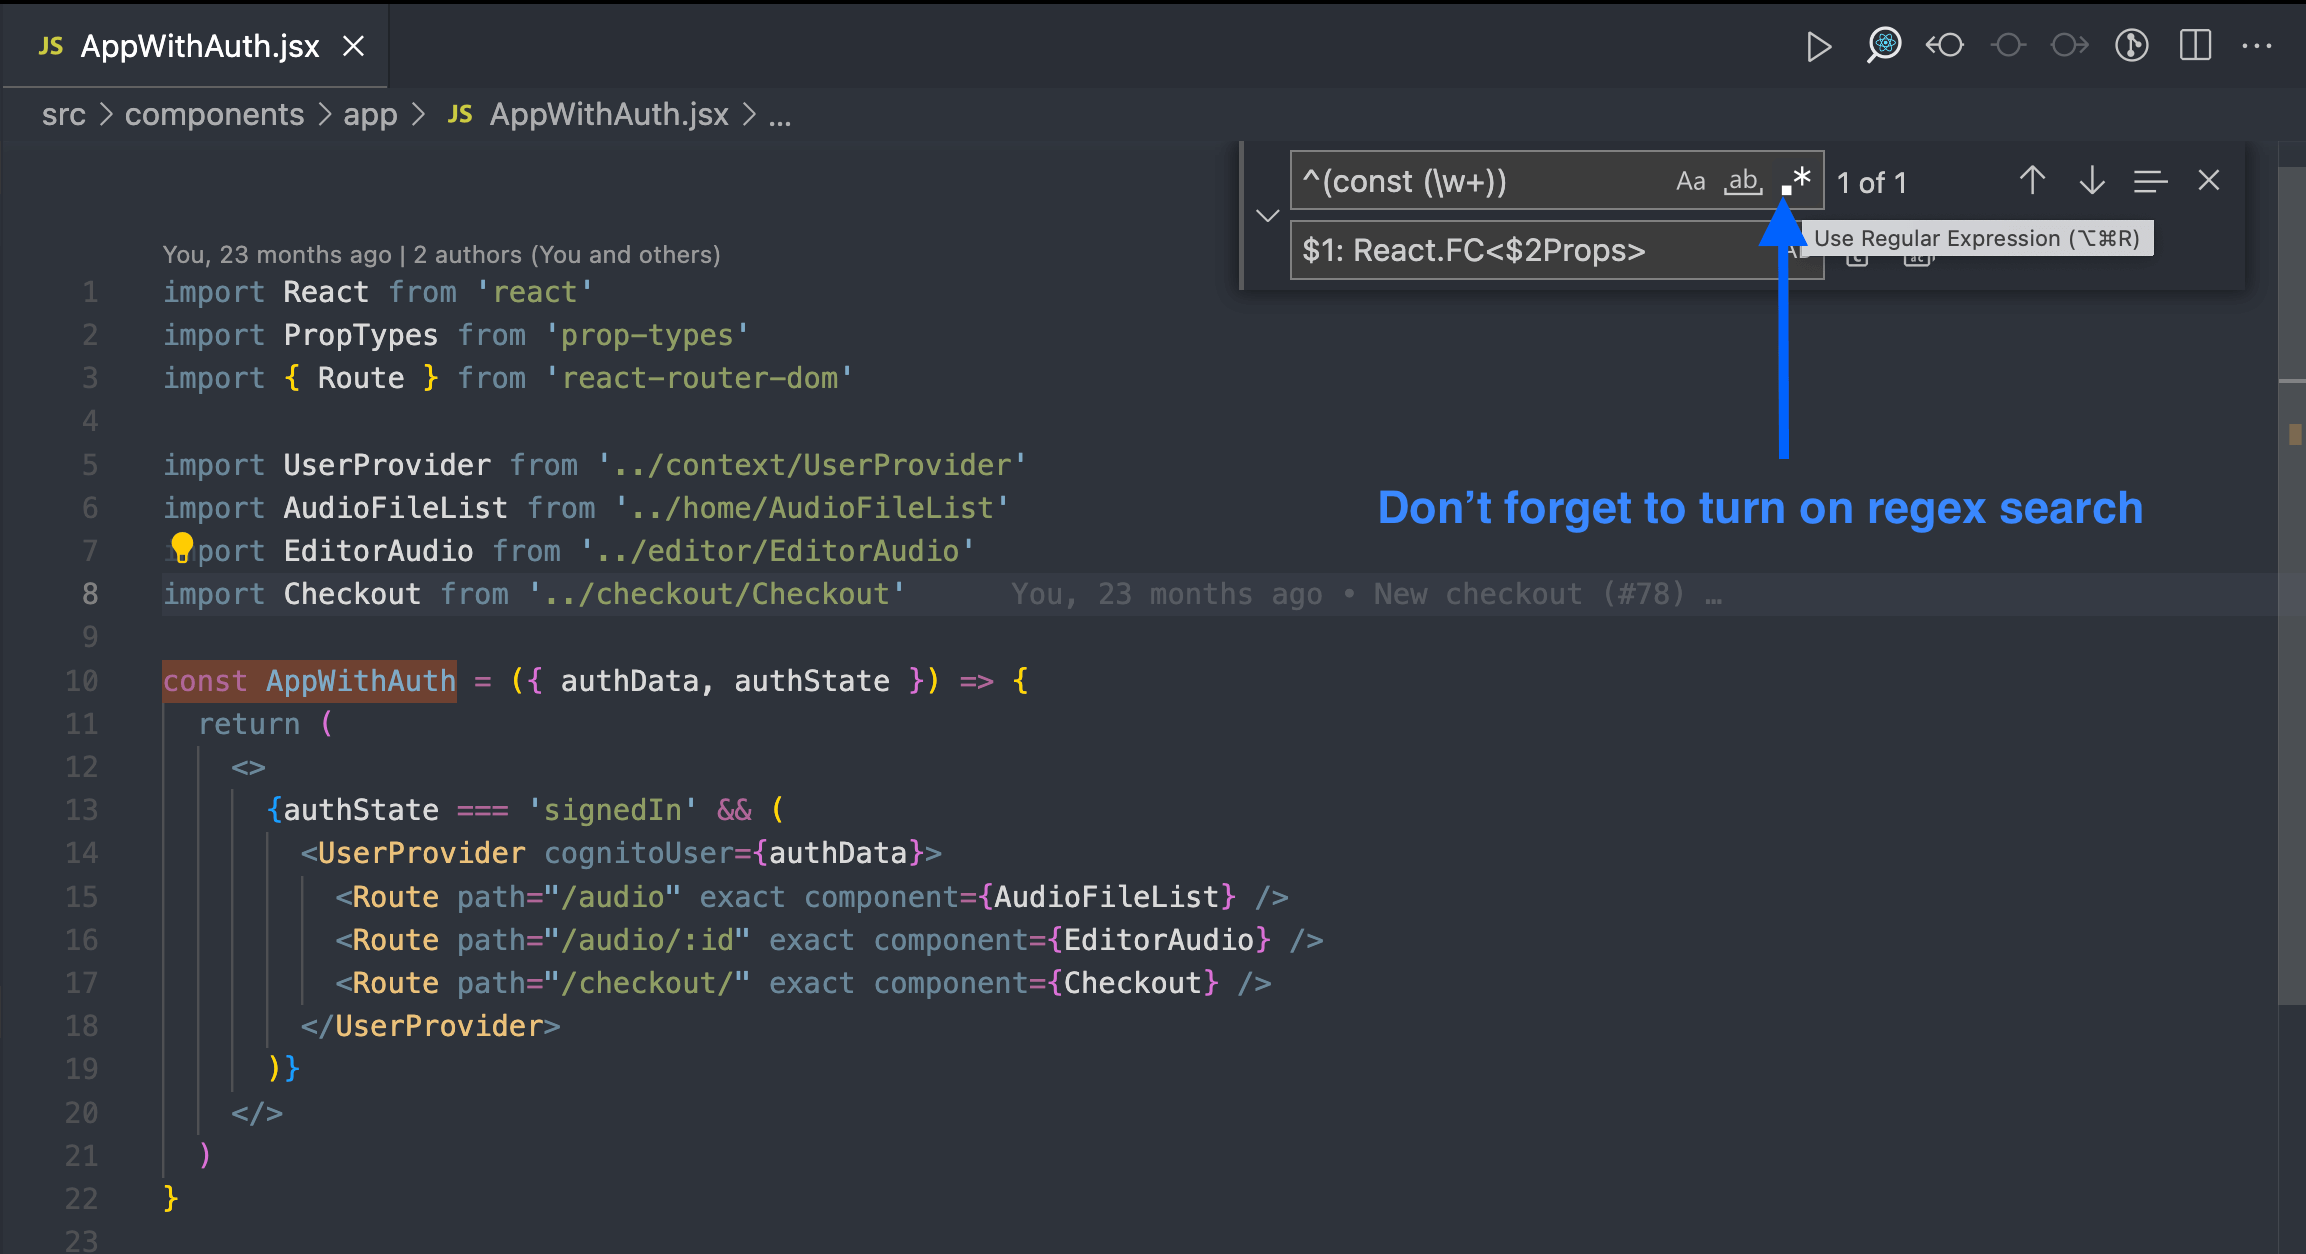 JS AppWithAuth.jsx
src > components > app > JS AppWithAuth.jsx > ...
^(const (\w+)) Aa ab .* 1 of 1
$1: React.FC<$2Props> AB
Use Regular Expression (⌥⌘R)
Don’t forget to turn on regex search
You, 23 months ago | 2 authors (You and others)
1 import React from 'react'
2 import PropTypes from 'prop-types'
3 import { Route } from 'react-router-dom'
4
5 import UserProvider from '../context/UserProvider'
6 import AudioFileList from '../home/AudioFileList'
7 import EditorAudio from '../editor/EditorAudio'
8 import Checkout from '../checkout/Checkout' You, 23 months ago • New checkout (#78) …
9
10 const AppWithAuth = ({ authData, authState }) => {
11 return (
12 <>
13 {authState === 'signedIn' && (
14 <UserProvider cognitoUser={authData}>
15 <Route path="/audio" exact component={AudioFileList} />
16 <Route path="/audio/:id" exact component={EditorAudio} />
17 <Route path="/checkout/" exact component={Checkout} />
18 </UserProvider>
19 )}
20 </>
21 )
22 }
23